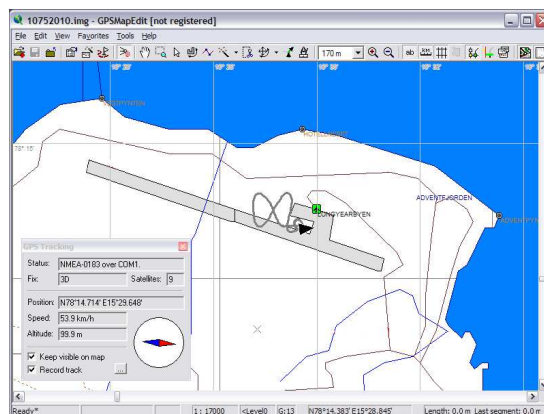 10752010.img - GPSMapEdit [not registered]
File Edit View Favorites Tools Help
170 m
ab
78° 15'
HOTELLNESET
LONGYEARBYEN
ADVENTFJORDEN
GPS Tracking
Status: NMEA-0183 over COM1.
Fix: 3D Satellites: 9
Position: N78°14.714' E15°29.648'
Speed: 53.9 km/h
Altitude: 99.9 m
Keep visible on map
Record track ...
Ready* 1 : 17000 <Level0 G:13 N78°14.383' E15°28.845' Length: 0.0 m Last segment: 0.0 m